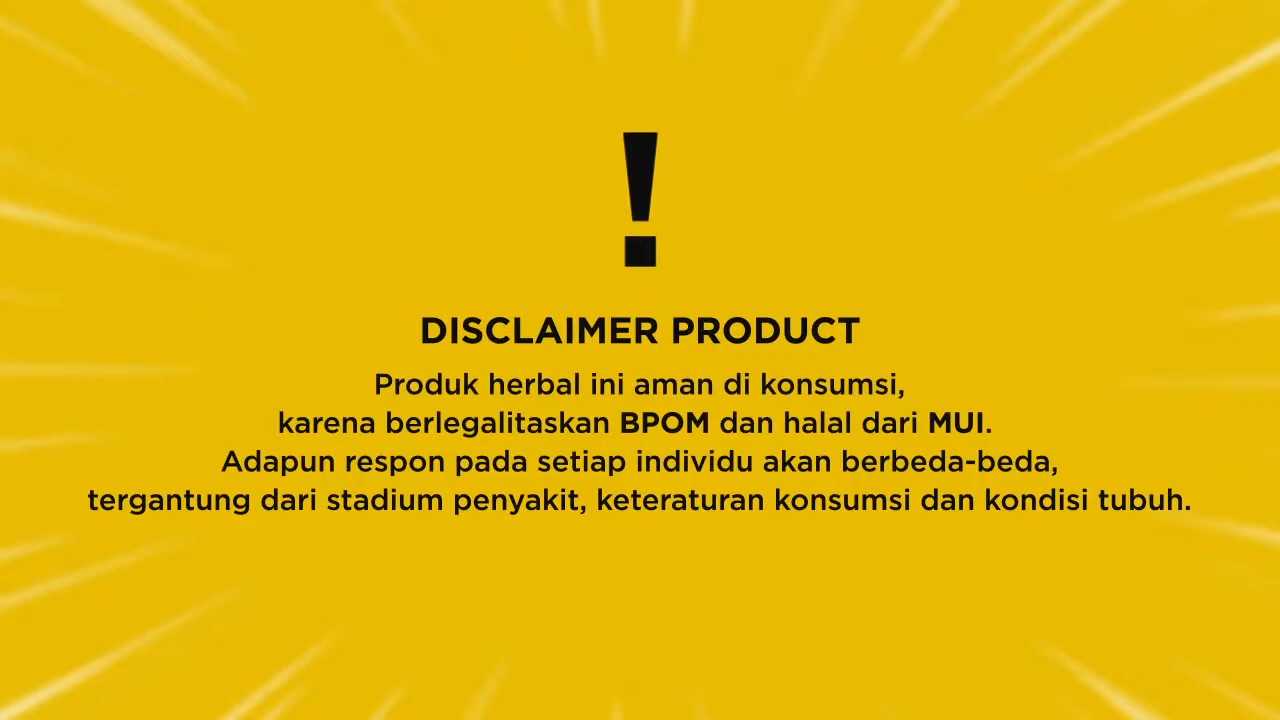 !
DISCLAIMER PRODUCT
Produk herbal ini aman di konsumsi,
karena berlegalitaskan BPOM dan halal dari MUI.
Adapun respon pada setiap individu akan berbeda-beda,
tergantung dari stadium penyakit, keteraturan konsumsi dan kondisi tubuh.